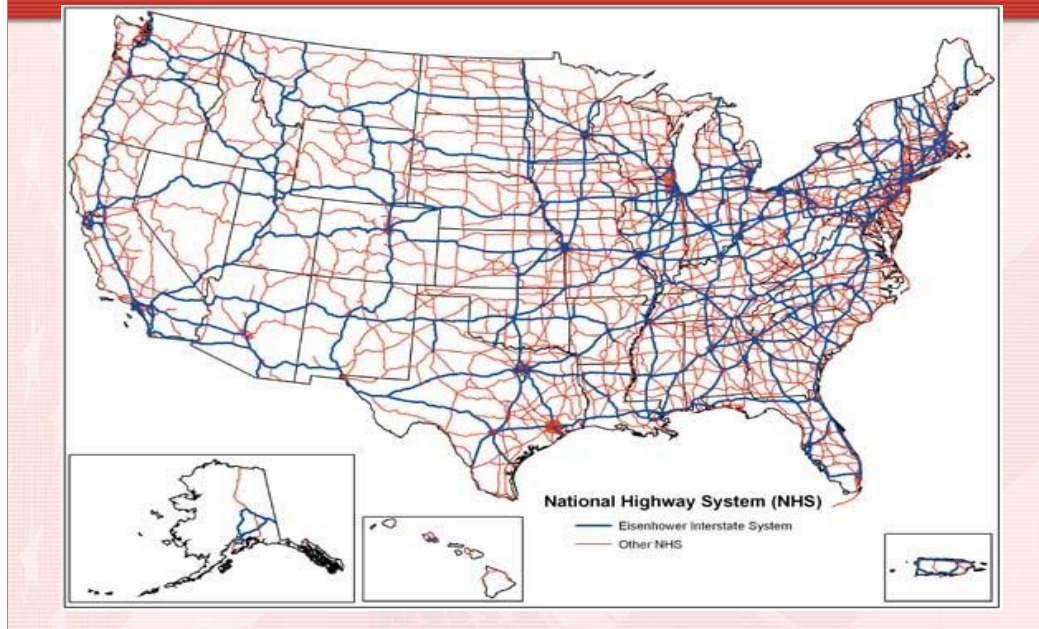 National Highway System (NHS)
Eisenhower Interstate System
Other NHS